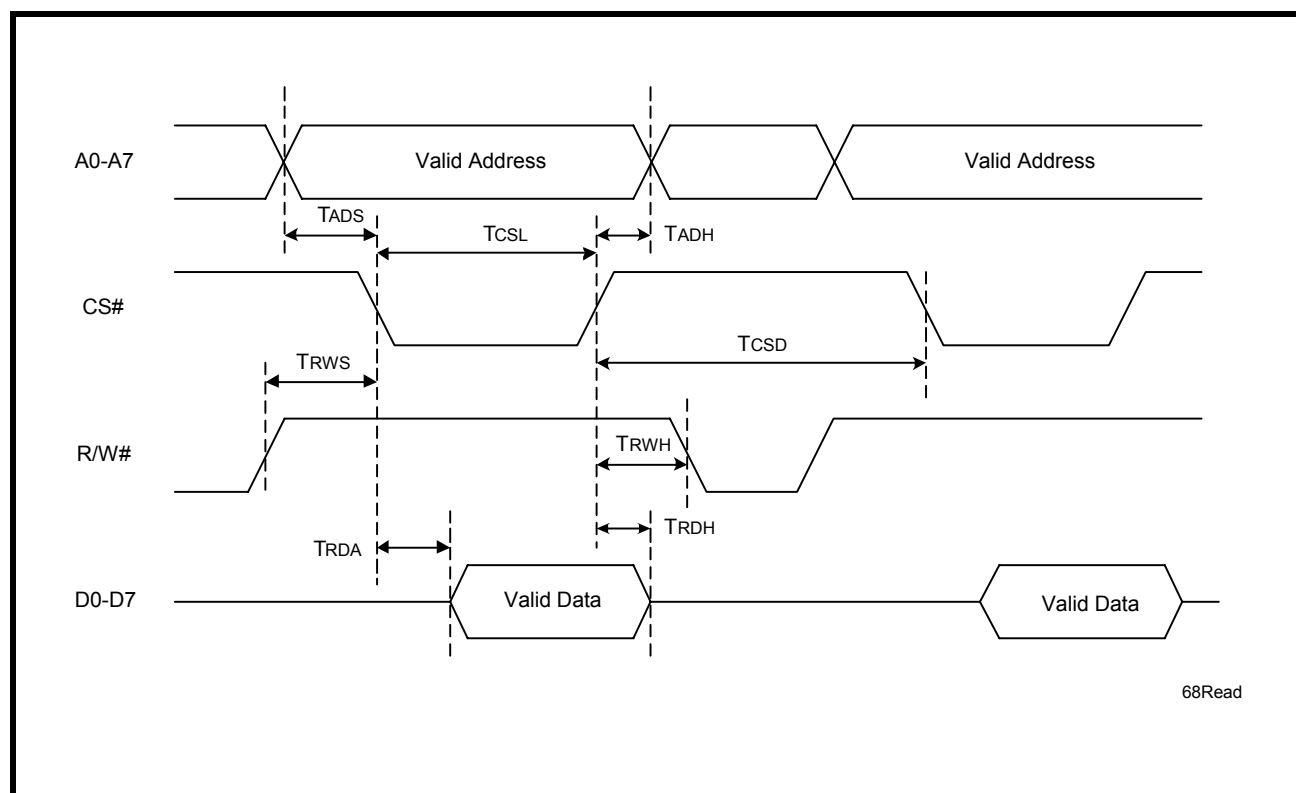 A0-A7
Valid Address
Valid Address
TADS
TCSL
TADH
CS#
TCSD
TRWS
R/W#
TRWH
TRDH
TRDA
D0-D7
Valid Data
Valid Data
68Read